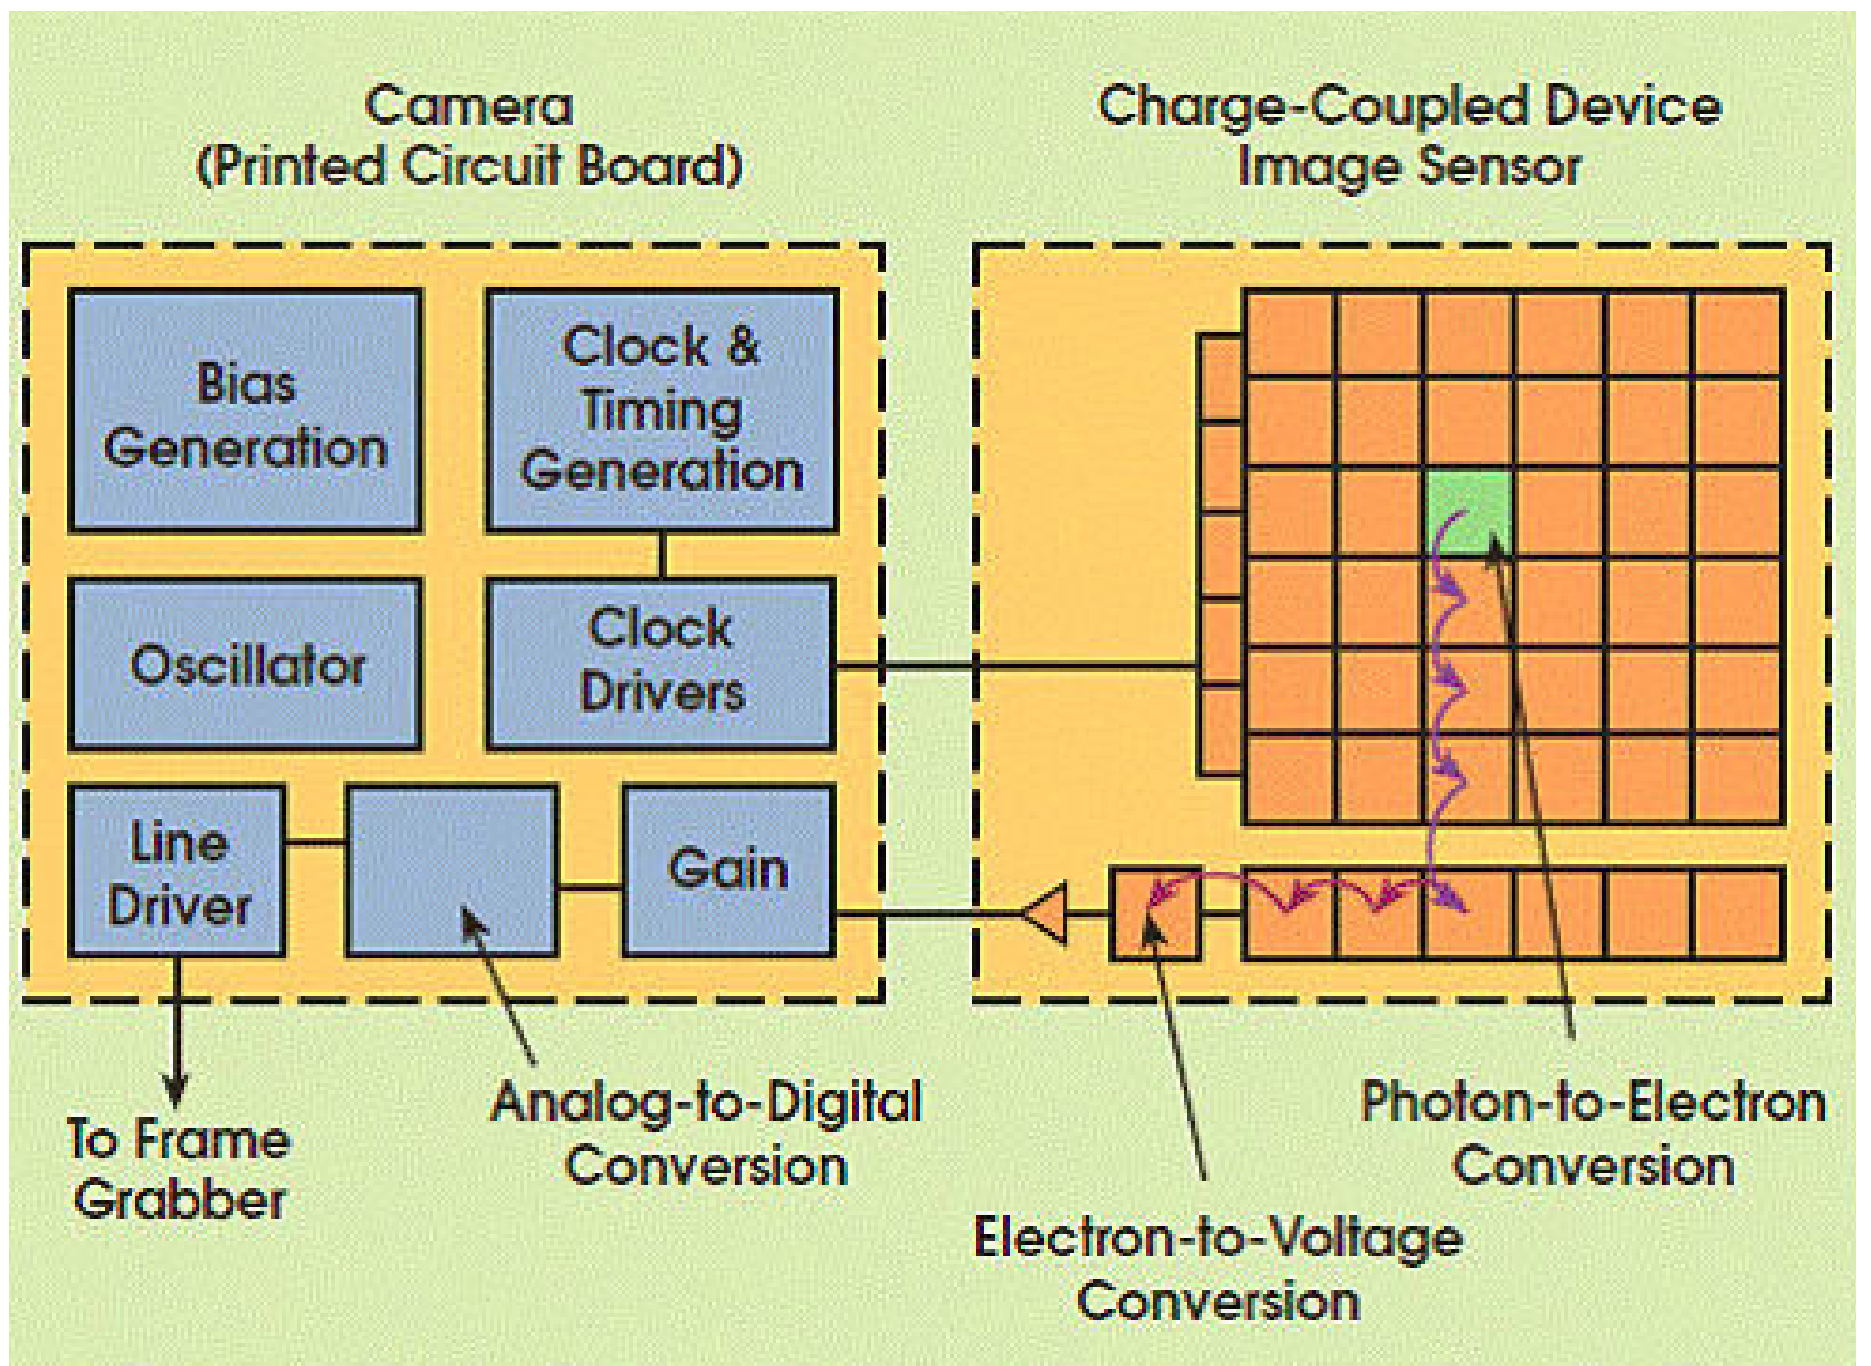 Camera
(Printed Circuit Board)
Charge-Coupled Device
Image Sensor
Bias
Generation
Clock &
Timing
Generation
Oscillator
Clock
Drivers
Line
Driver
Gain
To Frame
Grabber
Analog-to-Digital
Conversion
Electron-to-Voltage
Conversion
Photon-to-Electron
Conversion